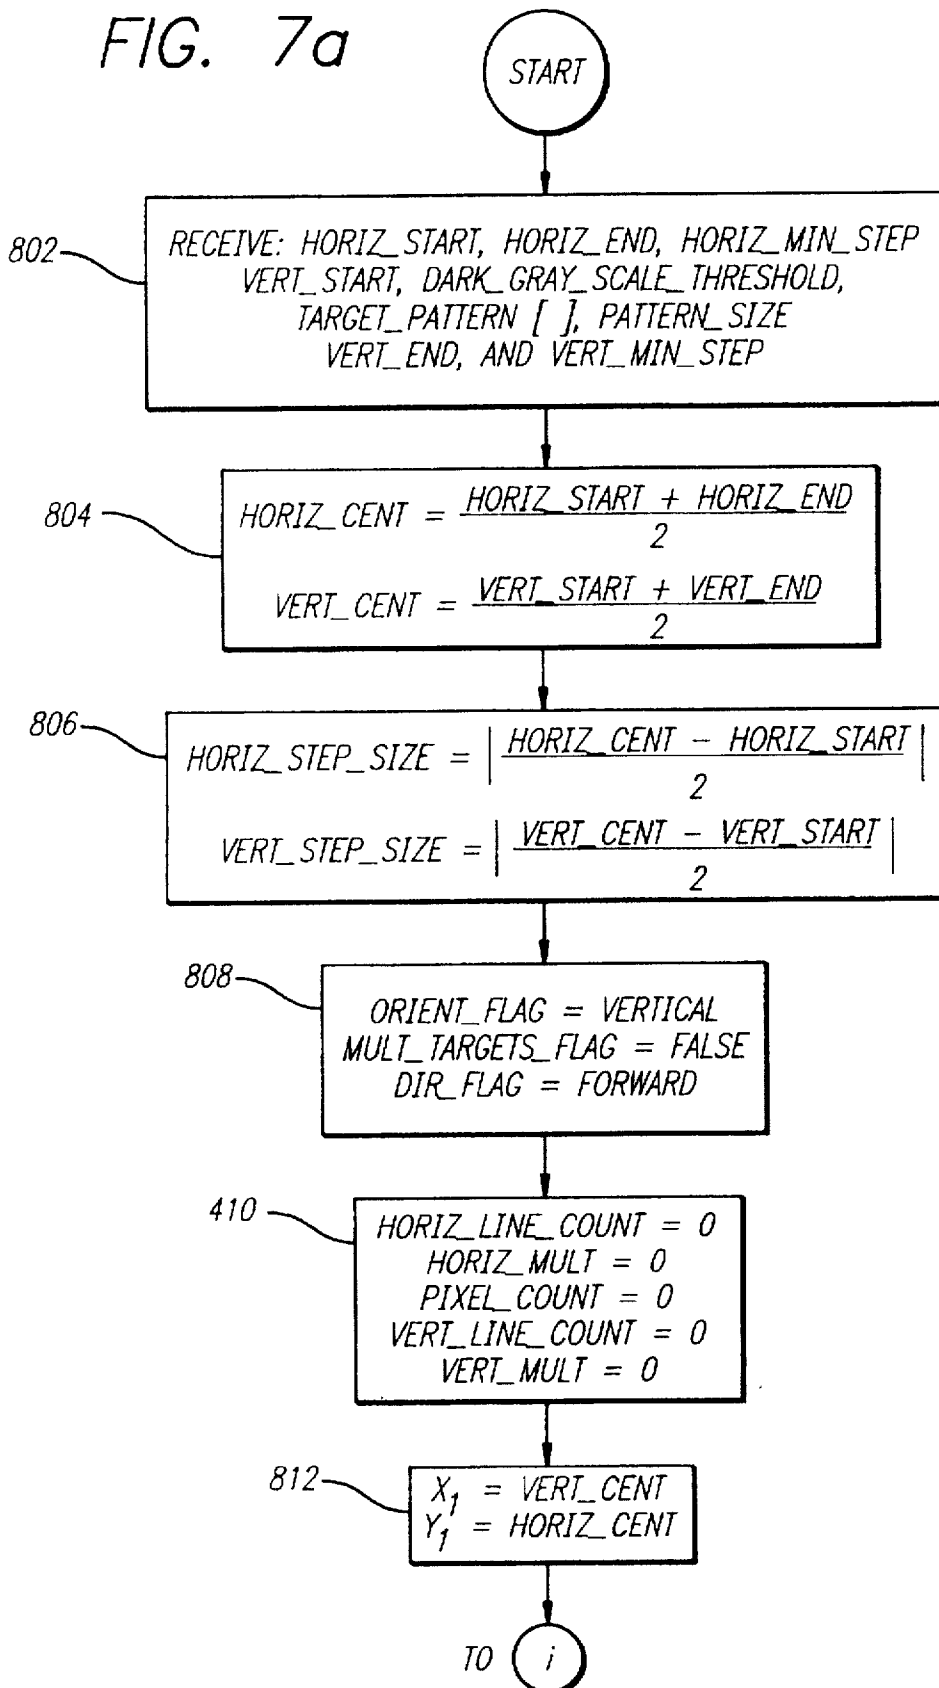 FIG. 7a
START
802
RECEIVE: HORIZ_START, HORIZ_END, HORIZ_MIN_STEP
VERT_START, DARK_GRAY_SCALE_THRESHOLD,
TARGET_PATTERN [ ], PATTERN_SIZE
VERT_END, AND VERT_MIN_STEP
804
HORIZ_CENT = HORIZ_START + HORIZ_END
2
VERT_CENT = VERT_START + VERT_END
2
806
HORIZ_STEP_SIZE = | HORIZ_CENT - HORIZ_START |
2
VERT_STEP_SIZE = | VERT_CENT - VERT_START |
2
808
ORIENT_FLAG = VERTICAL
MULT_TARGETS_FLAG = FALSE
DIR_FLAG = FORWARD
410
HORIZ_LINE_COUNT = 0
HORIZ_MULT = 0
PIXEL_COUNT = 0
VERT_LINE_COUNT = 0
VERT_MULT = 0
812
X1 = VERT_CENT
Y1 = HORIZ_CENT
TO i